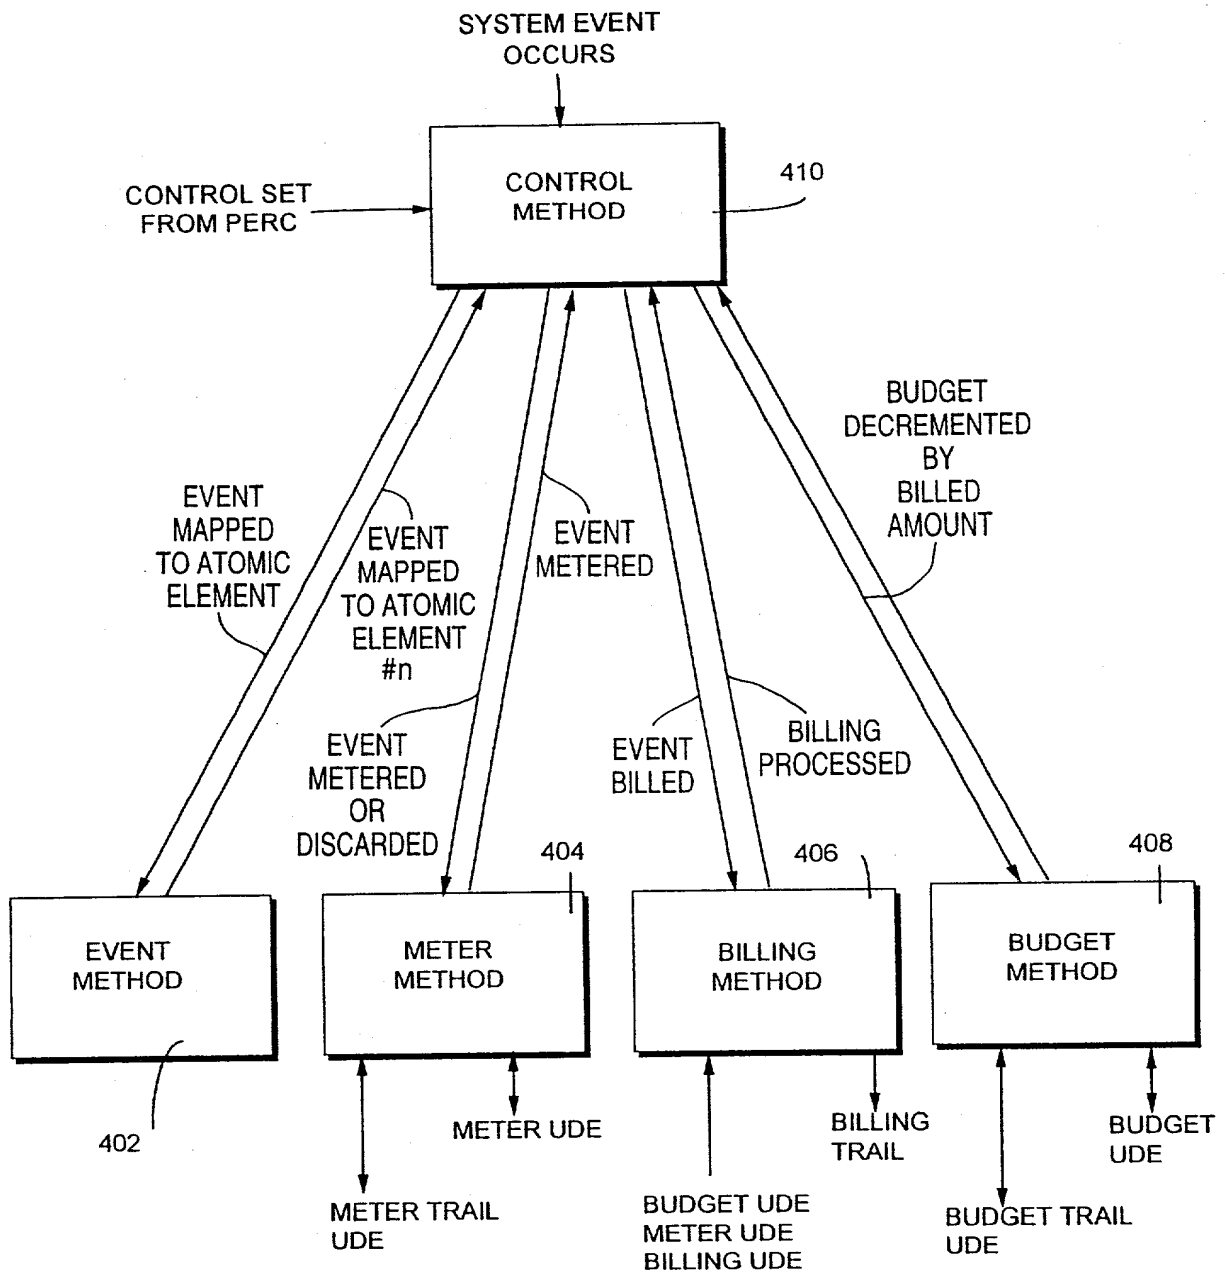 SYSTEM EVENT
OCCURS
CONTROL
METHOD
410
CONTROL SET
FROM PERC
BUDGET
DECREMENTED
BY
BILLED
AMOUNT
EVENT
MAPPED
TO ATOMIC
ELEMENT
EVENT
MAPPED
TO ATOMIC
ELEMENT
#n
EVENT
METERED
EVENT
METERED
OR
DISCARDED
EVENT
BILLED
BILLING
PROCESSED
404
406
408
EVENT
METHOD
METER
METHOD
BILLING
METHOD
BUDGET
METHOD
402
METER UDE
BILLING
TRAIL
BUDGET
UDE
METER TRAIL
UDE
BUDGET UDE
METER UDE
BILLING UDE
BUDGET TRAIL
UDE